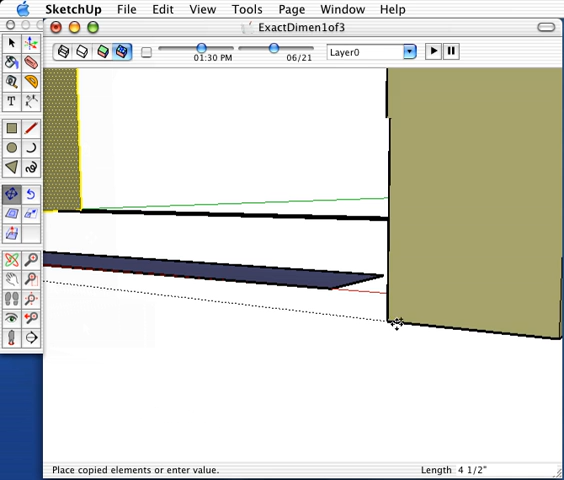 SketchUp File Edit View Tools Page Window Help
ExactDimen1of3
01:30 PM 06/21 Layer0
Place copied elements or enter value. Length 4 1/2"